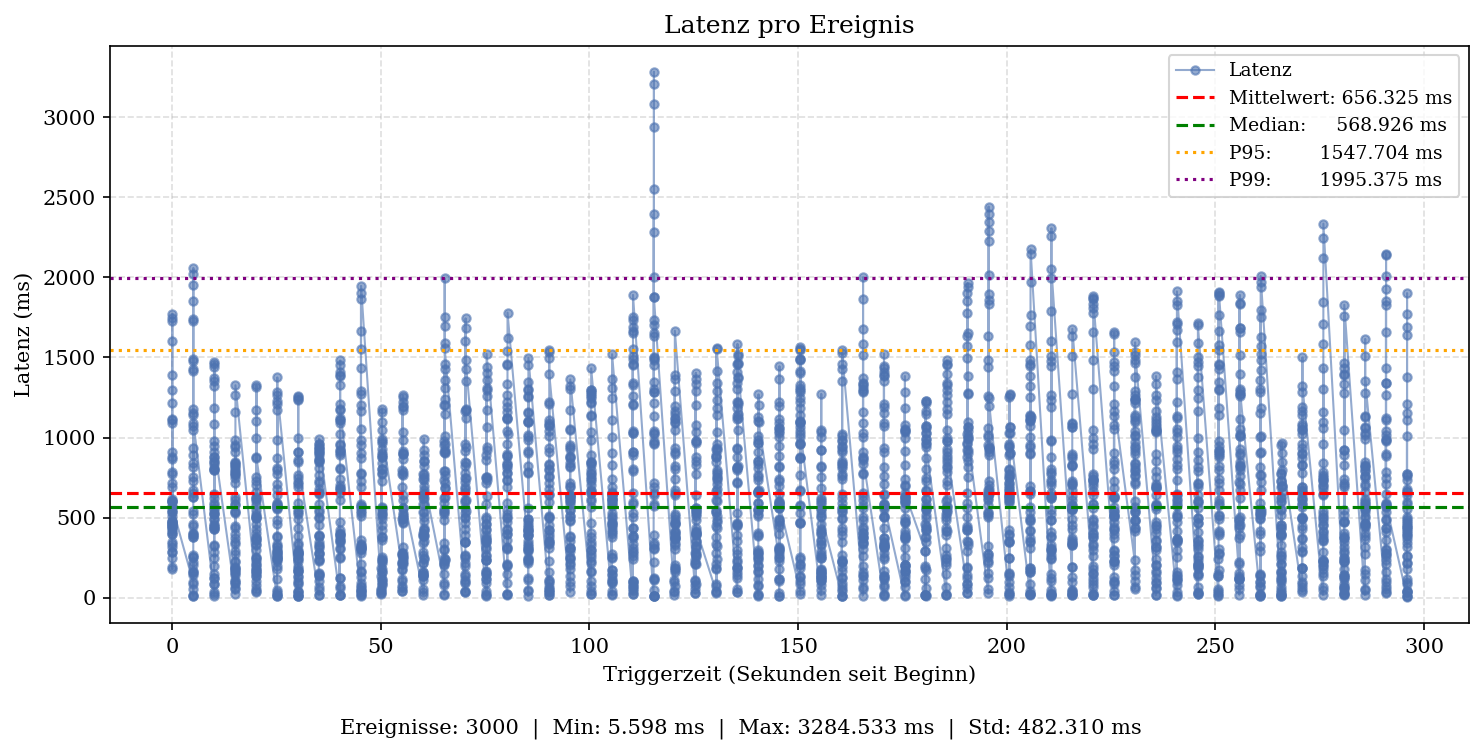 Latenz pro Ereignis
Latenz
Mittelwert: 656.325 ms
Median: 568.926 ms
P95: 1547.704 ms
P99: 1995.375 ms
Latenz (ms)
3000
2500
2000
1500
1000
500
0
0 50 100 150 200 250 300
Triggerzeit (Sekunden seit Beginn)
Ereignisse: 3000 | Min: 5.598 ms | Max: 3284.533 ms | Std: 482.310 ms